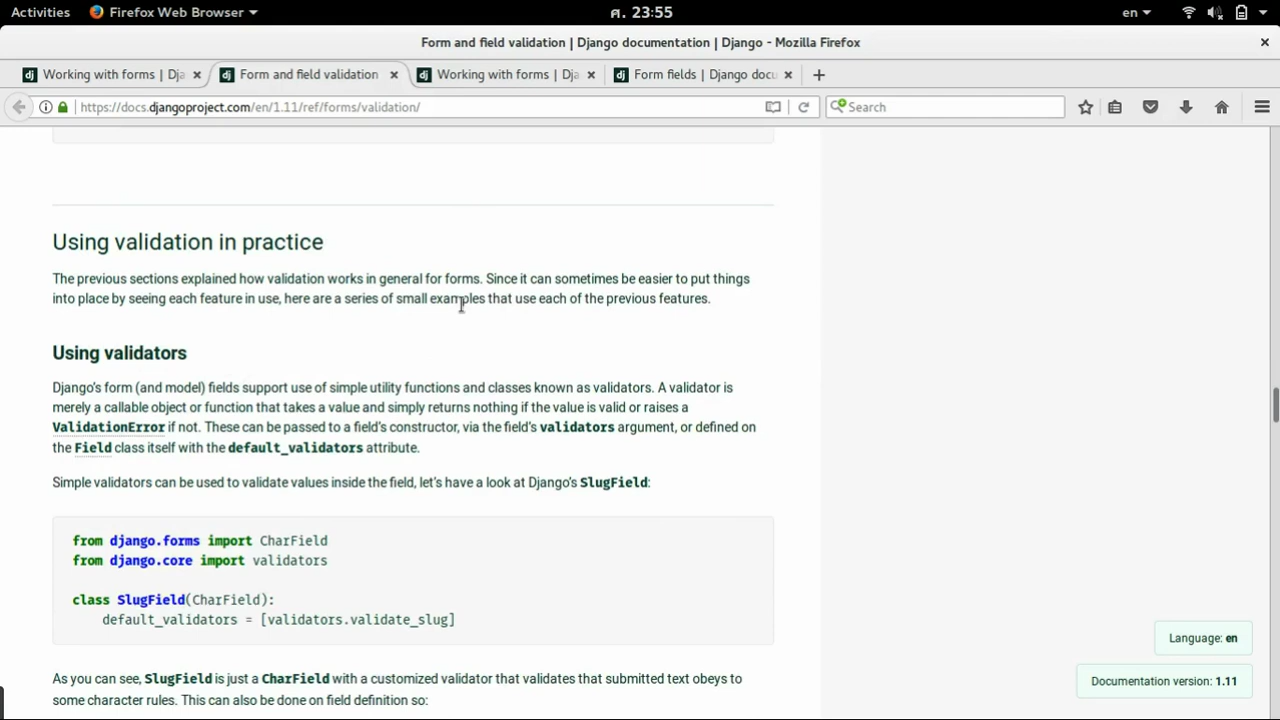 Activities
Firefox Web Browser
ศ. 23:55
en
Form and field validation | Django documentation | Django - Mozilla Firefox
Working with forms | Dja
Form and field validation
Working with forms | Dja
Form fields | Django docu
https://docs.djangoproject.com/en/1.11/ref/forms/validation/
Search
Using validation in practice
The previous sections explained how validation works in general for forms. Since it can sometimes be easier to put things
into place by seeing each feature in use, here are a series of small examples that use each of the previous features.
Using validators
Django's form (and model) fields support use of simple utility functions and classes known as validators. A validator is
merely a callable object or function that takes a value and simply returns nothing if the value is valid or raises a
ValidationError if not. These can be passed to a field's constructor, via the field's validators argument, or defined on
the Field class itself with the default_validators attribute.
Simple validators can be used to validate values inside the field, let's have a look at Django's SlugField:
from django.forms import CharField
from django.core import validators
class SlugField(CharField):
default_validators = [validators.validate_slug]
As you can see, SlugField is just a CharField with a customized validator that validates that submitted text obeys to
some character rules. This can also be done on field definition so:
Language: en
Documentation version: 1.11